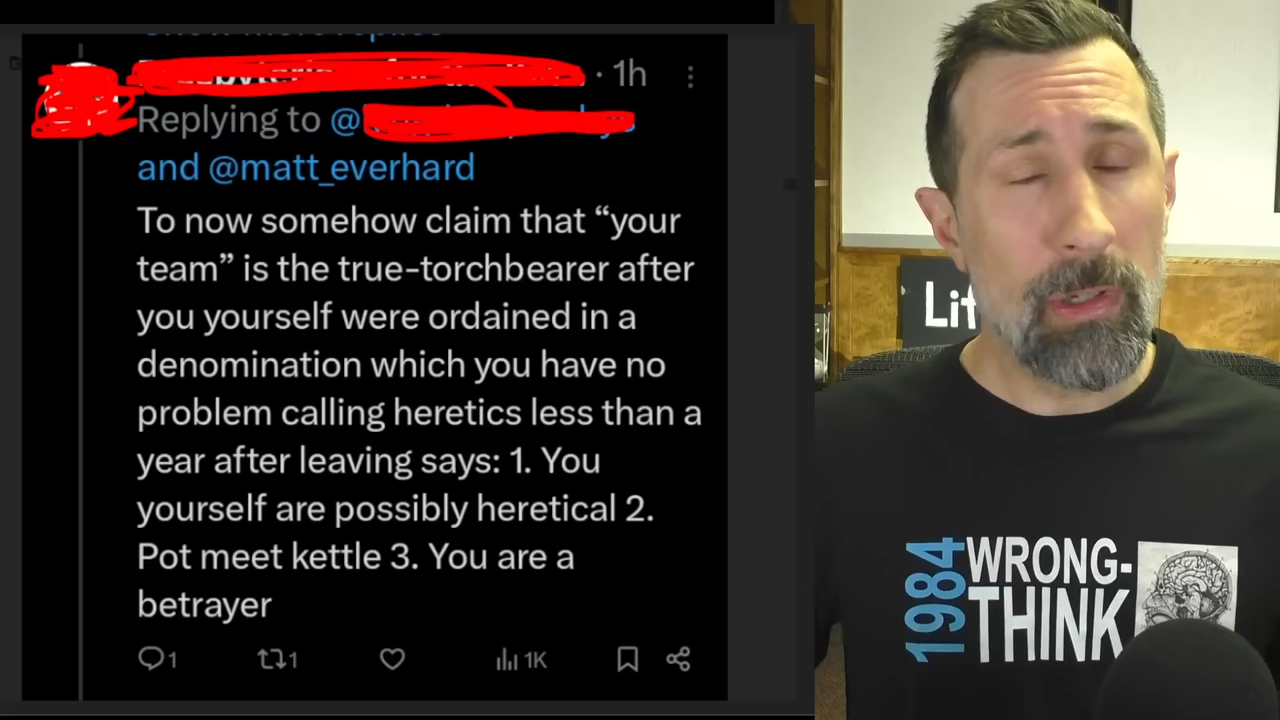 · 1h
Replying to @
and @matt_everhard
To now somehow claim that “your
team” is the true-torchbearer after
you yourself were ordained in a
denomination which you have no
problem calling heretics less than a
year after leaving says: 1. You
yourself are possibly heretical 2.
Pot meet kettle 3. You are a
betrayer
1
1
1K
Lif
1984
WRONG-
THINK